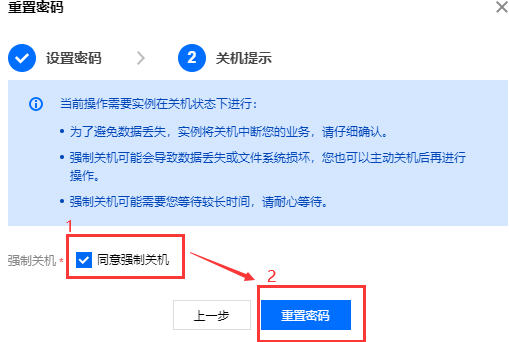 重置密码
设置密码
2 关机提示
当前操作需要实例在关机状态下进行：
• 为了避免数据丢失，实例将关机中断您的业务，请仔细确认。
• 强制关机可能会导致数据丢失或文件系统损坏，您也可以主动关机后再进行
操作。
• 强制关机可能需要您等待较长时间，请耐心等待。
1
强制关机 * 同意强制关机
2
上一步 重置密码